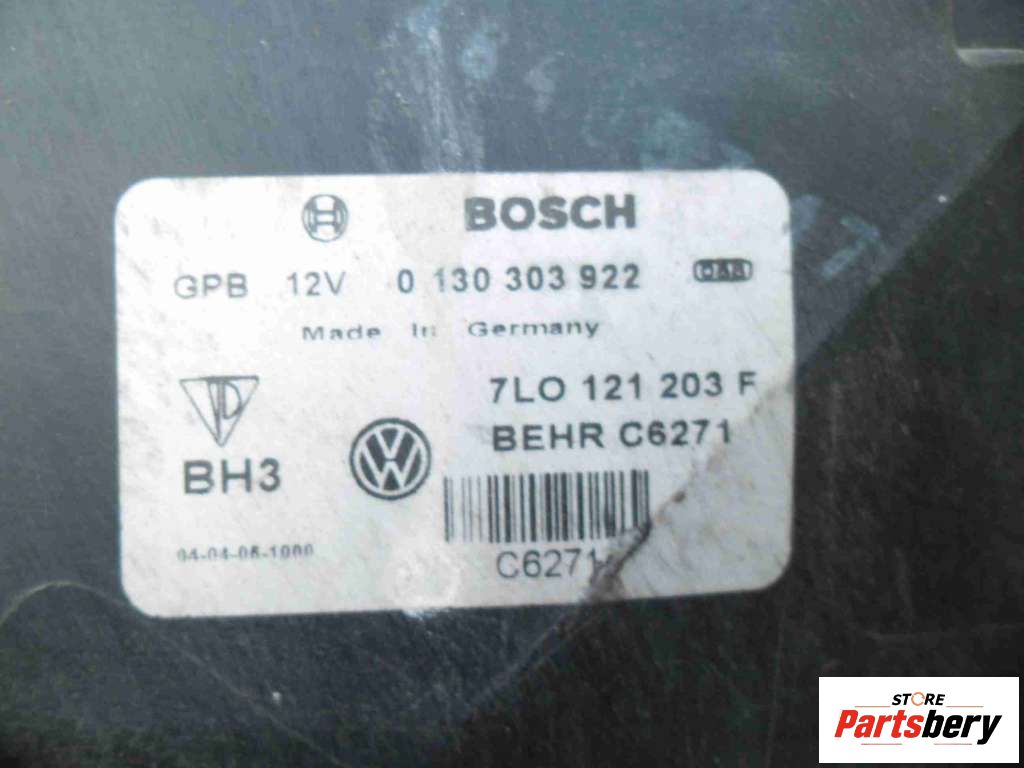 BOSCH
GPB 12V 0 130 303 922
Made In Germany
7LO 121 203 F
BEHR C6271
BH3
C6271
STORE
Partsbery